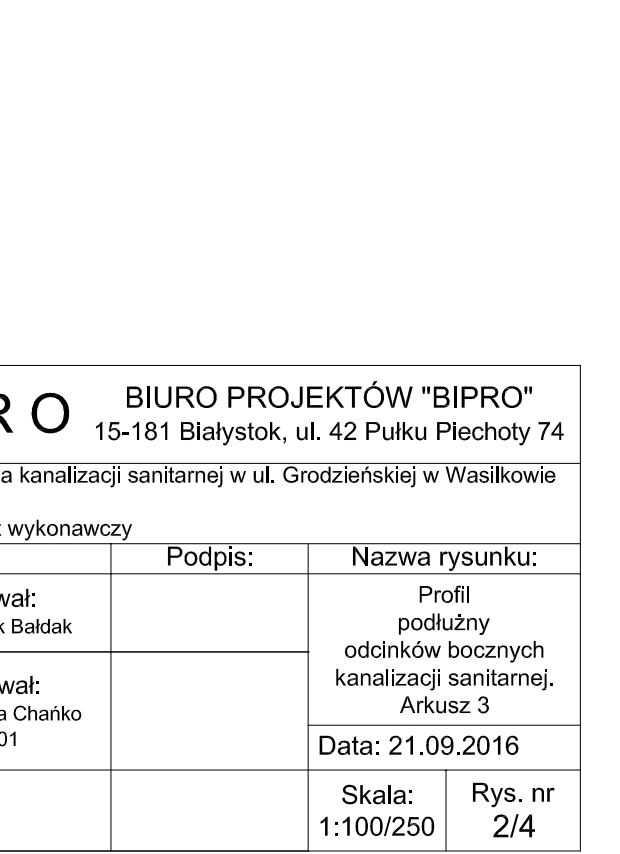 R O BIURO PROJEKTÓW "BIPRO"
15-181 Białystok, ul. 42 Pułku Piechoty 74
a kanalizacji sanitarnej w ul. Grodzieńskiej w Wasilkowie
t wykonawczy
Podpis: Nazwa rysunku:
wał:
k Bałdak
Profil
podłużny
odcinków bocznych
kanalizacji sanitarnej.
Arkusz 3
wał:
a Chańko
01
Data: 21.09.2016
Skala:
1:100/250
Rys. nr
2/4